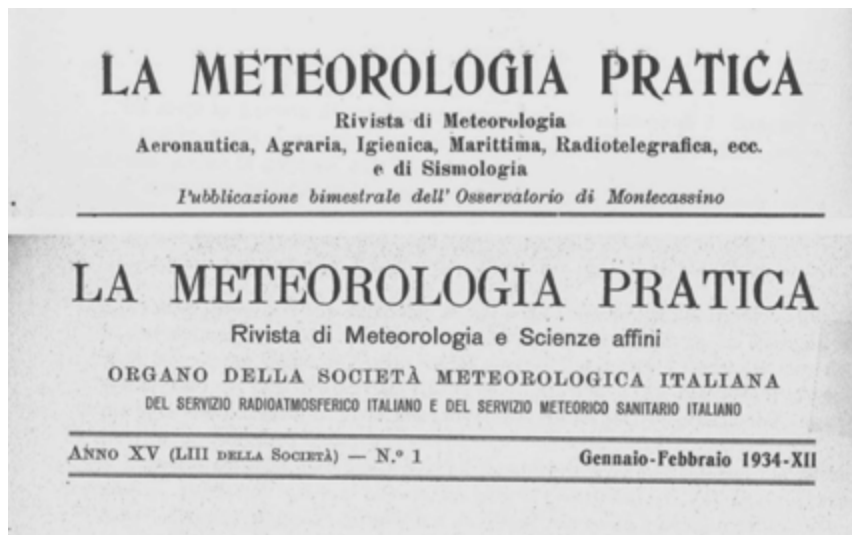 LA METEOROLOGIA PRATICA
Rivista di Meteorologia
Aeronautica, Agraria, Igienica, Marittima, Radiotelegrafica, ecc.
e di Sismologia
Pubblicazione bimestrale dell' Osservatorio di Montecassino
LA METEOROLOGIA PRATICA
Rivista di Meteorologia e Scienze affini
ORGANO DELLA SOCIETÀ METEOROLOGICA ITALIANA
DEL SERVIZIO RADIOATMOSFERICO ITALIANO E DEL SERVIZIO METEORICO SANITARIO ITALIANO
ANNO XV (LIII DELLA SOCIETÀ) — N.º 1 Gennaio-Febbraio 1934-XII